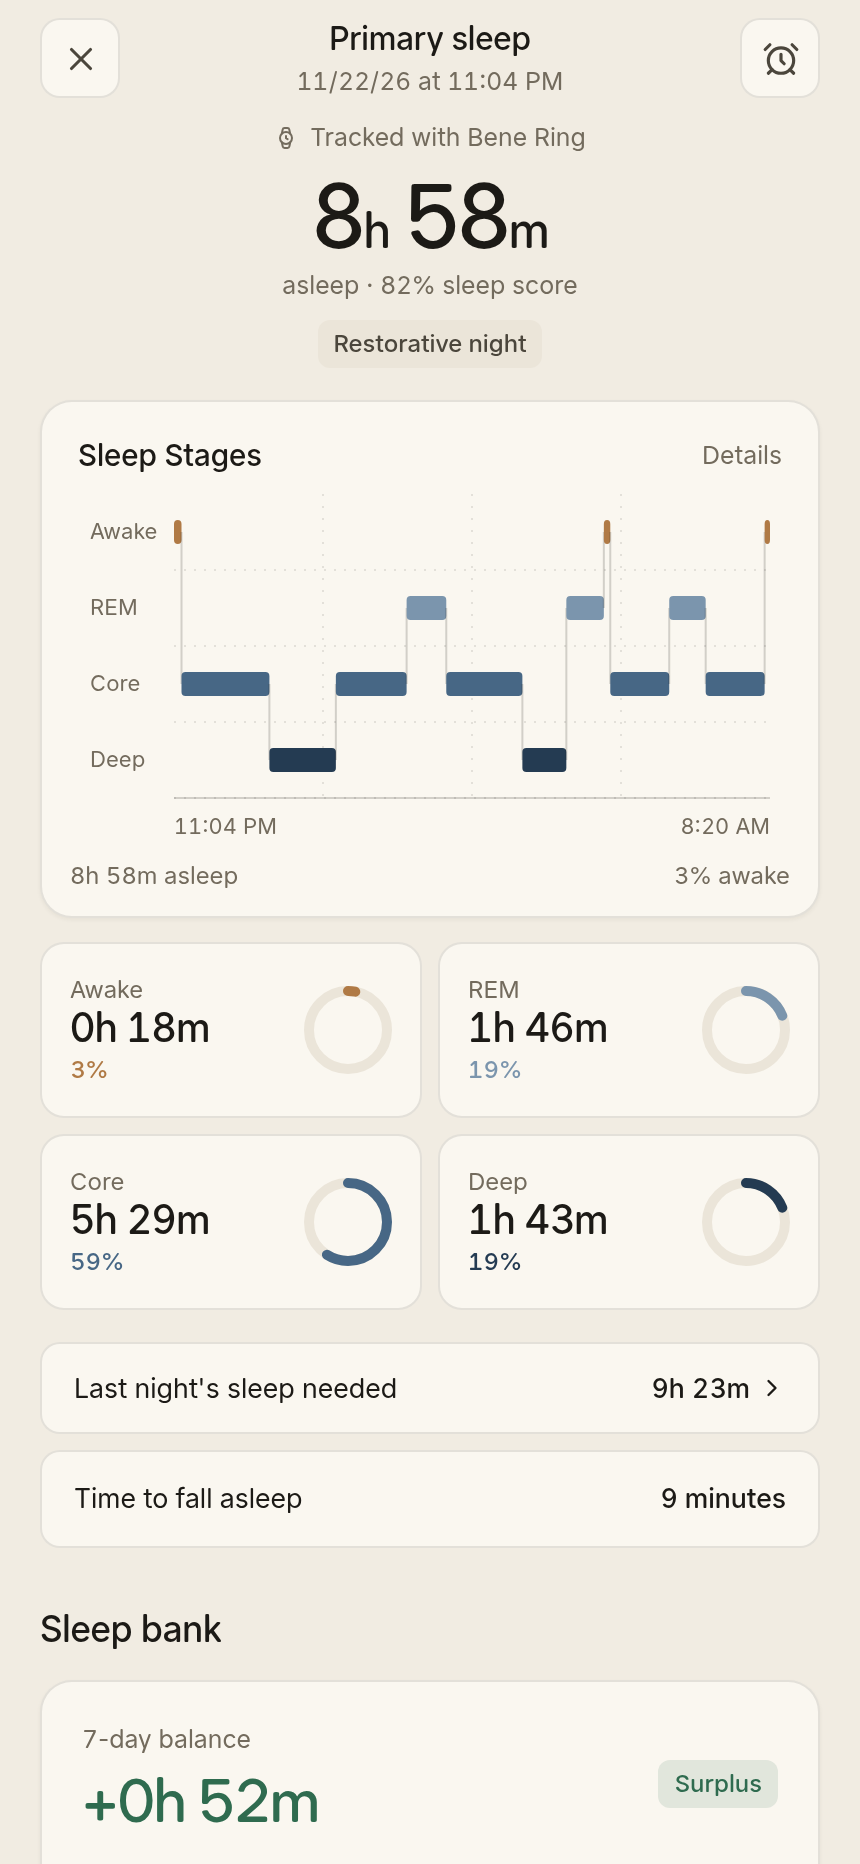 Primary sleep
11/22/26 at 11:04 PM
Tracked with Bene Ring
8h 58m
asleep · 82% sleep score
Restorative night
Sleep Stages
Details
Awake
REM
Core
Deep
11:04 PM
8:20 AM
8h 58m asleep
3% awake
Awake
0h 18m
3%
REM
1h 46m
19%
Core
5h 29m
59%
Deep
1h 43m
19%
Last night's sleep needed
9h 23m
Time to fall asleep
9 minutes
Sleep bank
7-day balance
+0h 52m
Surplus